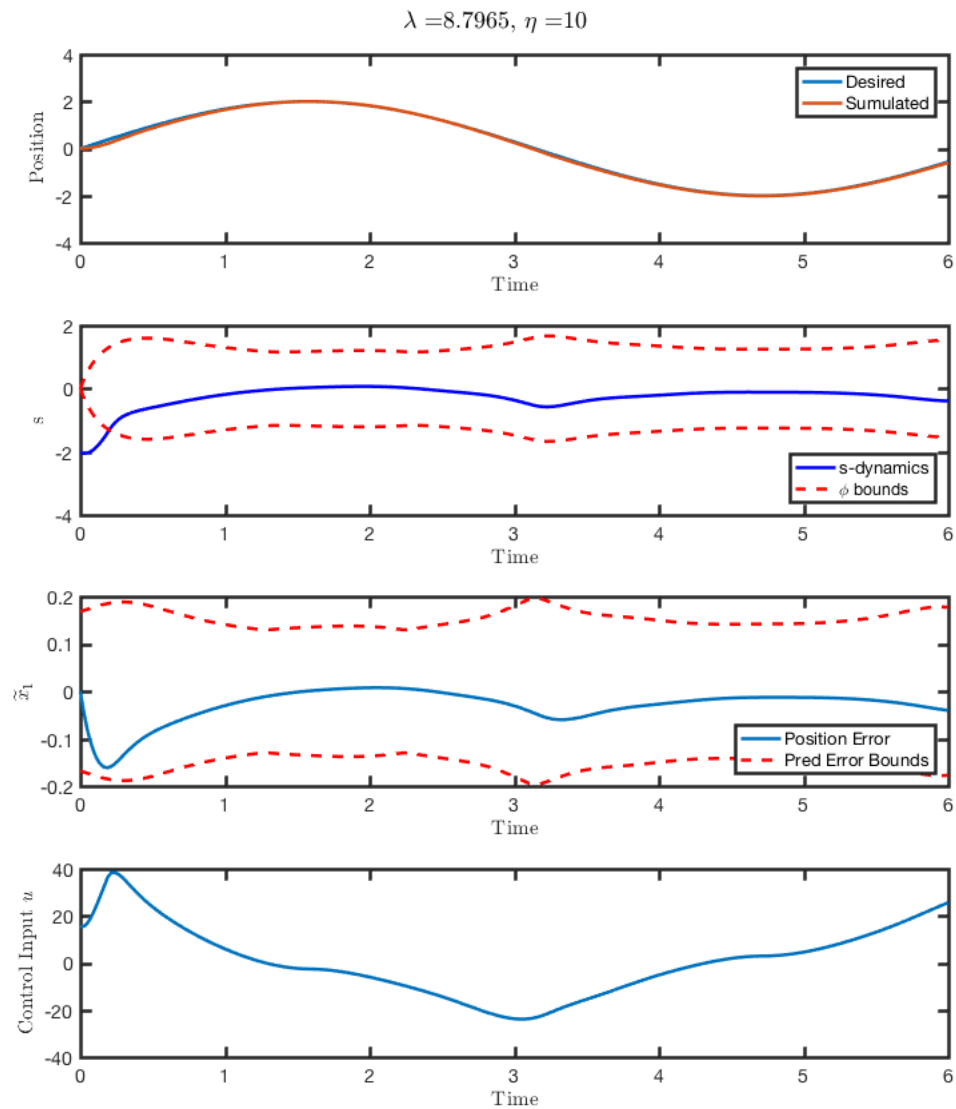 λ =8.7965, η =10
4
2
0
-2
-4
Position
Desired
Sumulated
0 1 2 3 4 5 6
Time
2
0
-2
-4
s
s-dynamics
ϕ bounds
0 1 2 3 4 5 6
Time
0.2
0.1
0
-0.1
-0.2
x̃₁
Position Error
Pred Error Bounds
0 1 2 3 4 5 6
Time
40
20
0
-20
-40
Control Input u
0 1 2 3 4 5 6
Time